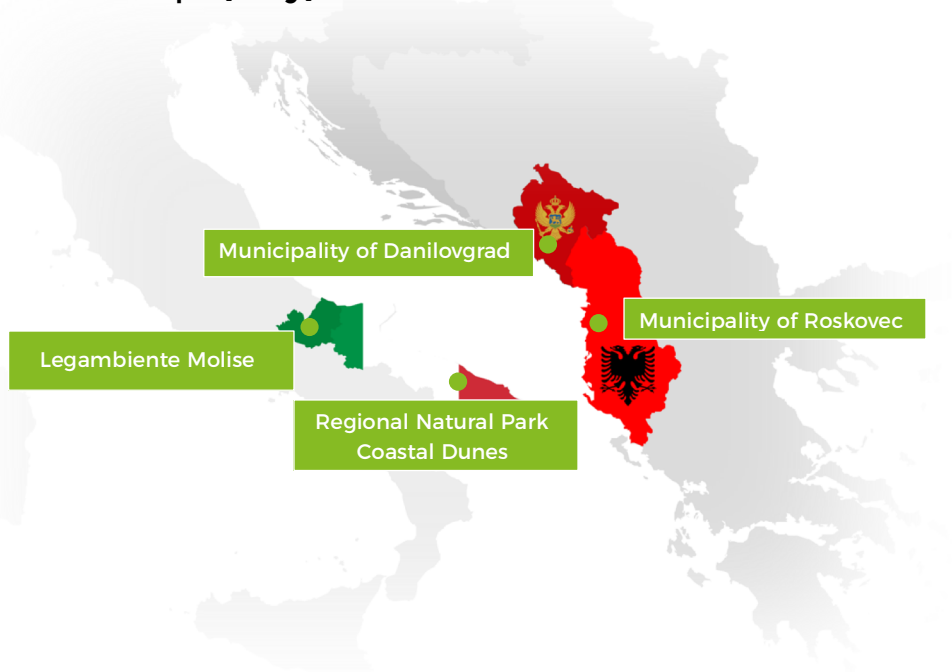 Municipality of Danilovgrad
Municipality of Roskovec
Legambiente Molise
Regional Natural Park
Coastal Dunes